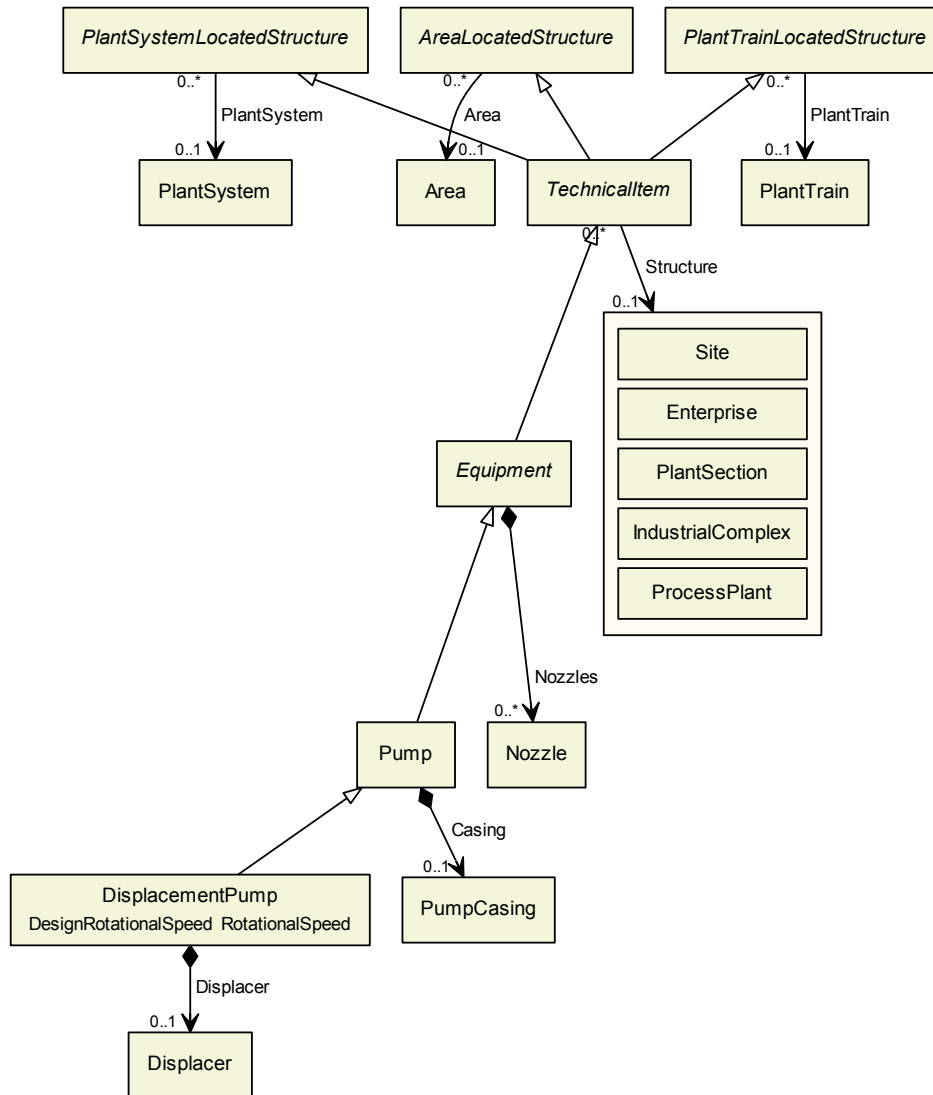 PlantSystemLocatedStructure
AreaLocatedStructure
PlantTrainLocatedStructure
0..*
0..*
0..*
PlantSystem
Area
PlantTrain
0..1
0..1
0..1
PlantSystem
Area
TechnicalItem
PlantTrain
0..*
Structure
0..1
Site
Enterprise
PlantSection
IndustrialComplex
ProcessPlant
Equipment
Nozzles
0..*
Pump
Nozzle
Casing
0..1
DisplacementPump
DesignRotationalSpeed RotationalSpeed
PumpCasing
Displacer
0..1
Displacer